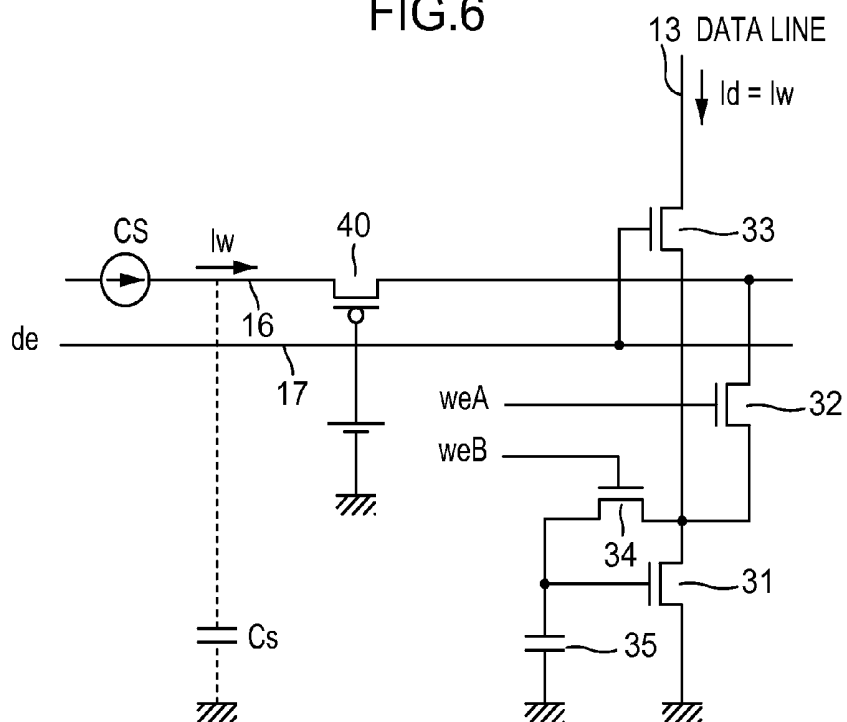 FIG.6
13 DATA LINE
Id = Iw
33
CS
Iw
40
16
de
17
weA
32
weB
34
31
35
Cs